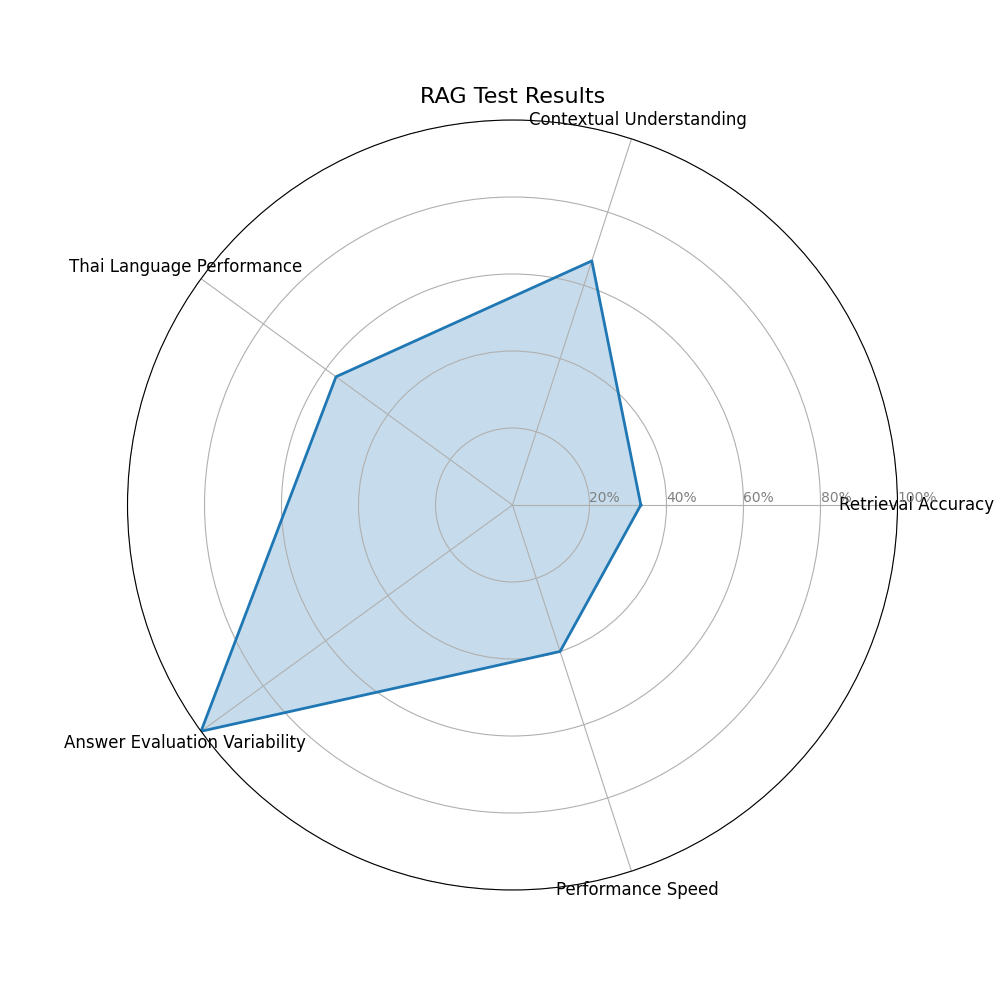 RAG Test Results
Contextual Understanding
Thai Language Performance
20%
40%
60%
80%
100%
Retrieval Accuracy
Answer Evaluation Variability
Performance Speed